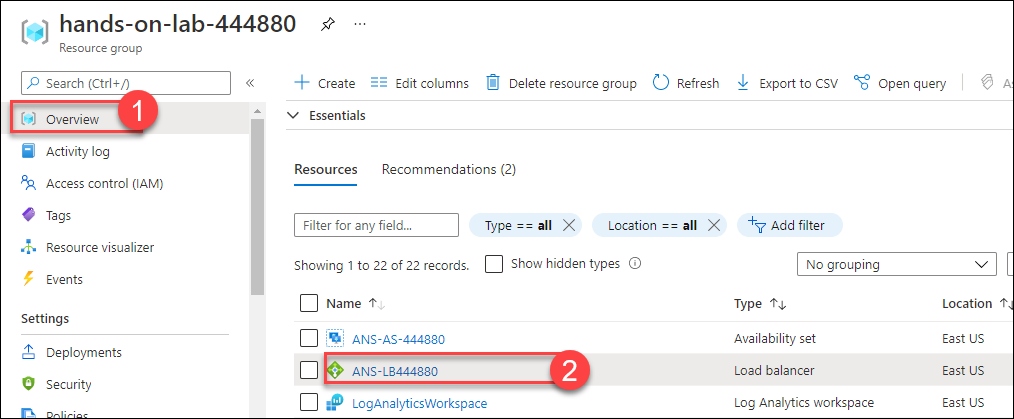 hands-on-lab-444880
Resource group
Search (Ctrl+/)
Overview
1
Activity log
Access control (IAM)
Tags
Resource visualizer
Events
Settings
Deployments
Security
Policies
Create Edit columns Delete resource group Refresh Export to CSV Open query
Essentials
Resources Recommendations (2)
Filter for any field... Type == all Location == all Add filter
Showing 1 to 22 of 22 records. Show hidden types No grouping
Name Type Location
ANS-AS-444880 Availability set East US
ANS-LB444880 2 Load balancer East US
LogAnalyticsWorkspace Log Analytics workspace East US